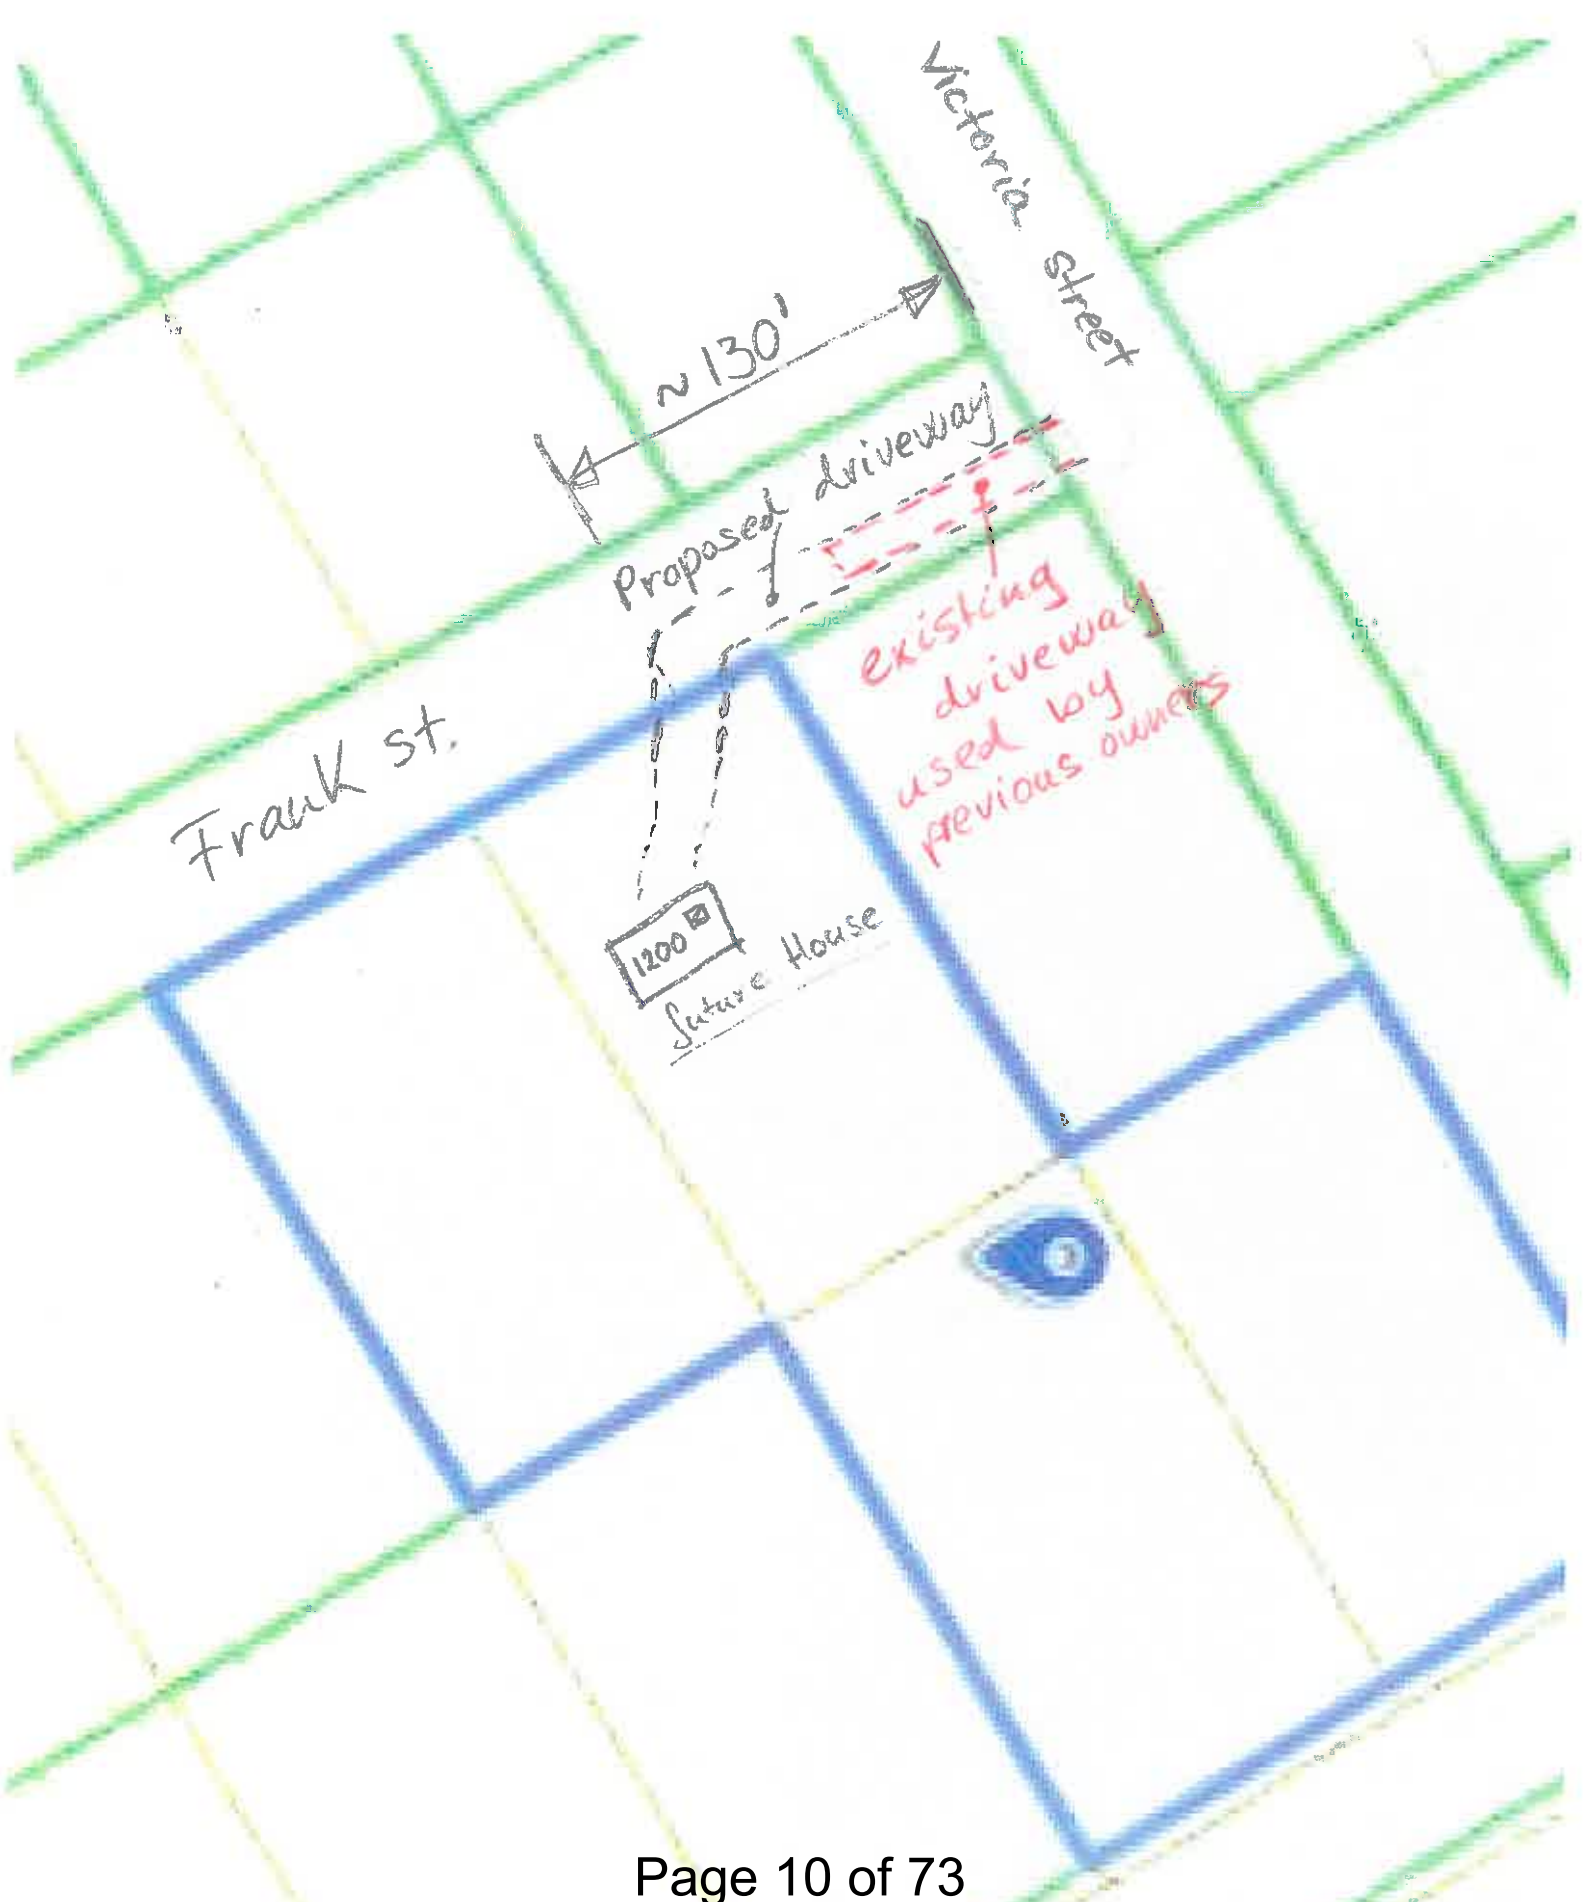 Victoria street
~130'
Proposed driveway
existing
driveway
used by
previous owners
Frank st.
1200
future House
Page 10 of 73